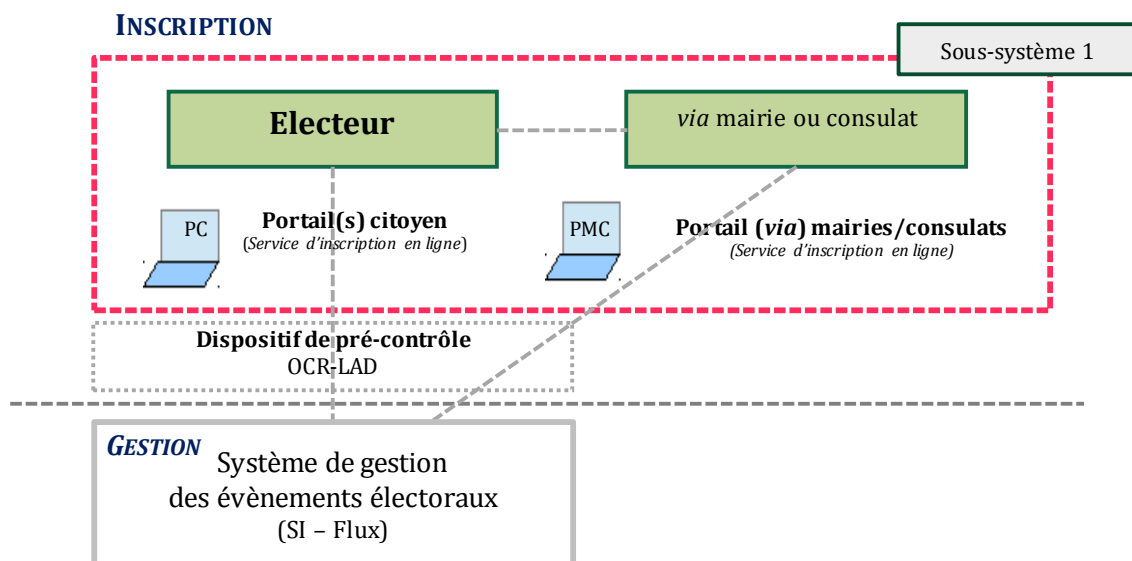 INSCRIPTION
Sous-système 1
Electeur
via mairie ou consulat
PC
Portail(s) citoyen
(Service d'inscription en ligne)
PMC
Portail (via) mairies/consulats
(Service d'inscription en ligne)
Dispositif de pré-contrôle
OCR-LAD
GESTION
Système de gestion
des évènements électoraux
(SI – Flux)